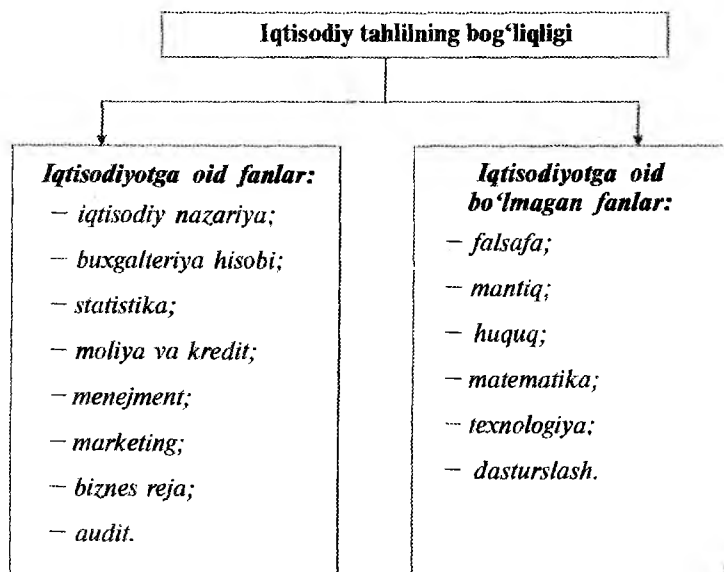 Iqtisodiy tahlilning bog‘liqligi
Iqtisodiyotga oid fanlar:
— iqtisodiy nazariya;
— buxgalteriya hisobi;
— statistika;
— moliya va kredit;
— menejment;
— marketing;
— biznes reja;
— audit.
Iqtisodiyotga oid
bo‘lmagan fanlar:
— falsafa;
— mantiq;
— huquq;
— matematika;
— texnologiya;
— dasturslash.